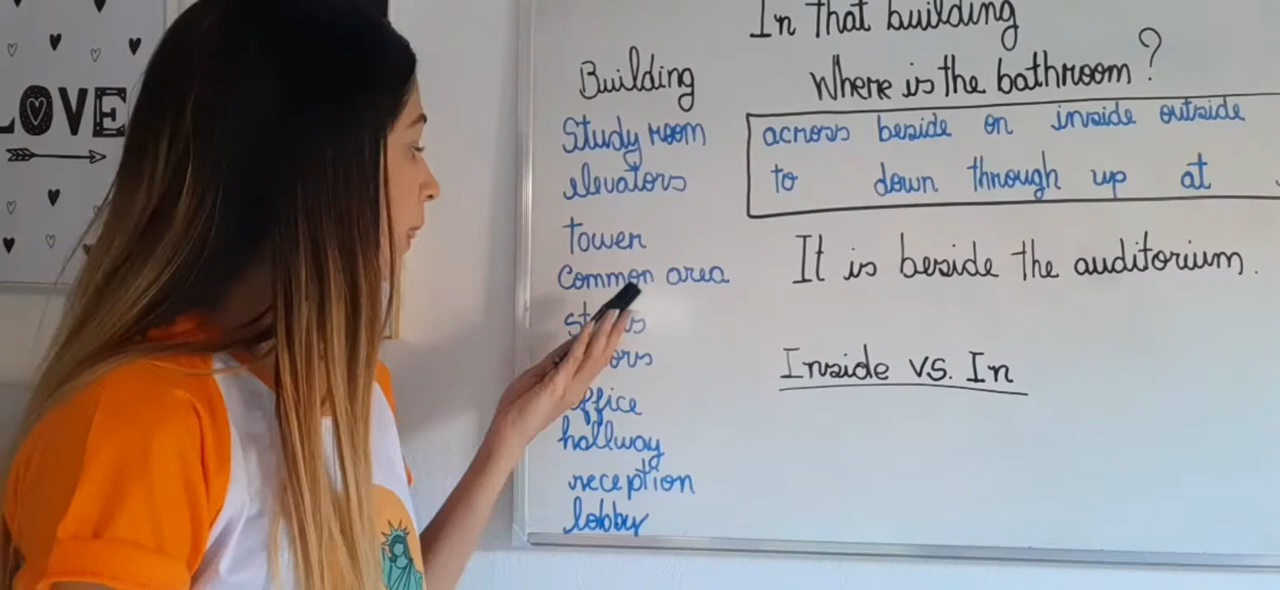 LOVE
In that building
Building
Where is the bathroom?
Study room
elevators
tower
Common area
office
hallway
reception
lobby
across beside on inside outside
to down through up at
It is beside the auditorium.
Inside vs. In